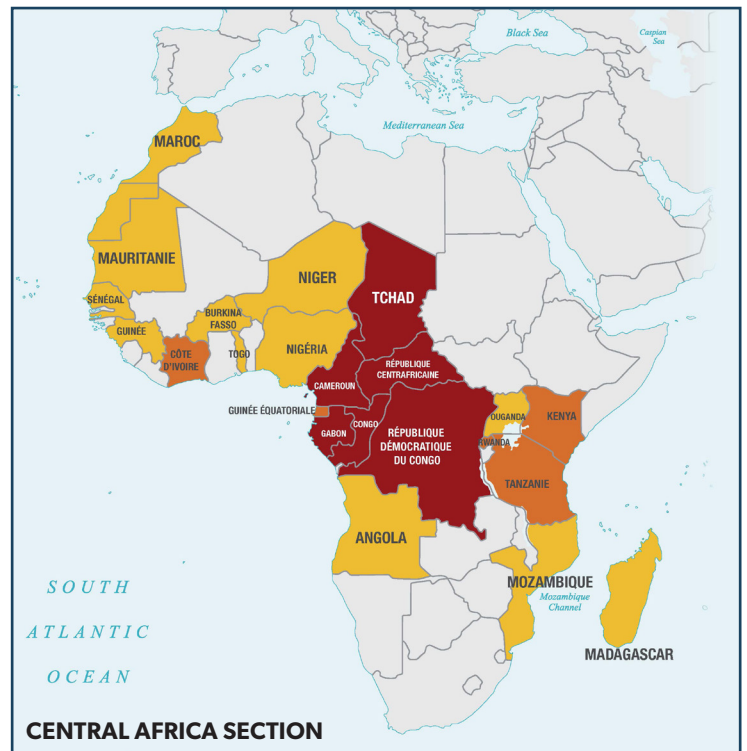 Black Sea
Caspian
Sea
Mediterranean Sea
MAROC
MAURITANIE
NIGER
TCHAD
SÉNÉGAL
BURKINA
FASSO
GUINÉE
NIGÉRIA
CÔTE
D'IVOIRE
TOGO
RÉPUBLIQUE
CENTRAFRICAINE
CAMEROUN
GUINÉE ÉQUATORIALE
OUGANDA
KENYA
CONGO
GABON
RÉPUBLIQUE
DÉMOCRATIQUE
DU CONGO
RWANDA
TANZANIE
ANGOLA
MOZAMBIQUE
Mozambique
Channel
MADAGASCAR
SOUTH
ATLANTIC
OCEAN
CENTRAL AFRICA SECTION